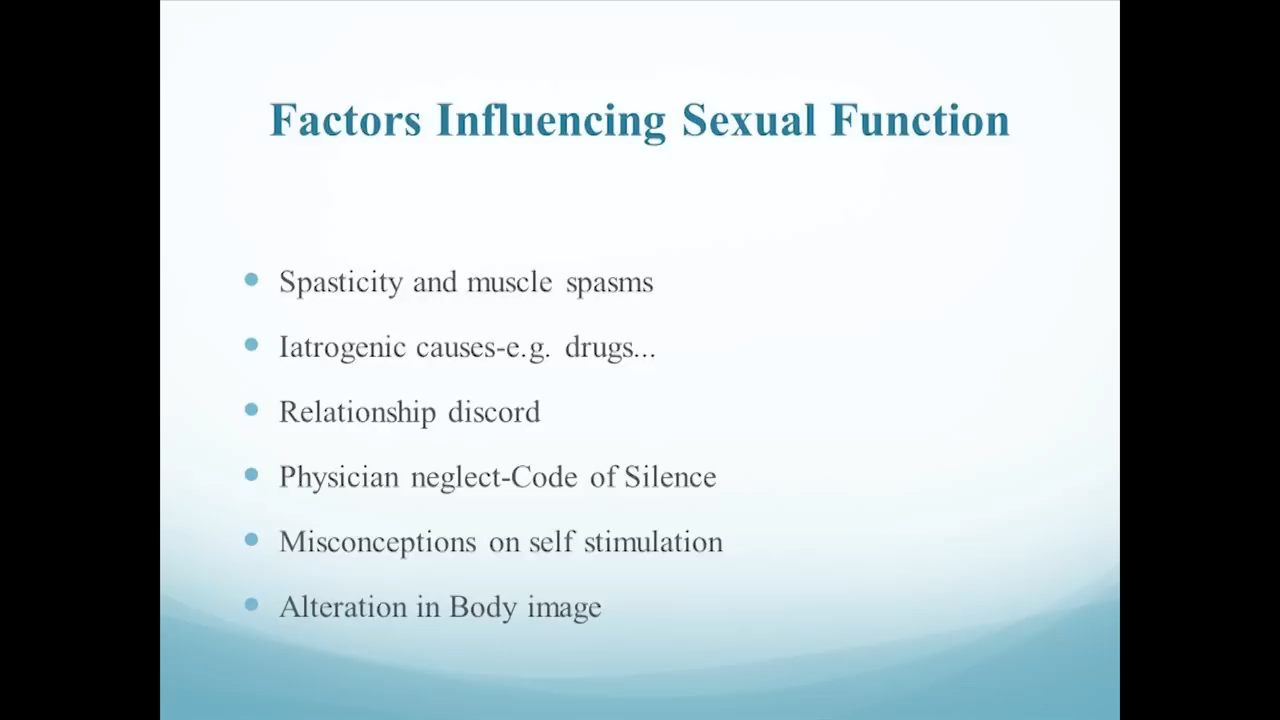 Factors Influencing Sexual Function
Spasticity and muscle spasms
Iatrogenic causes-e.g. drugs...
Relationship discord
Physician neglect-Code of Silence
Misconceptions on self stimulation
Alteration in Body image